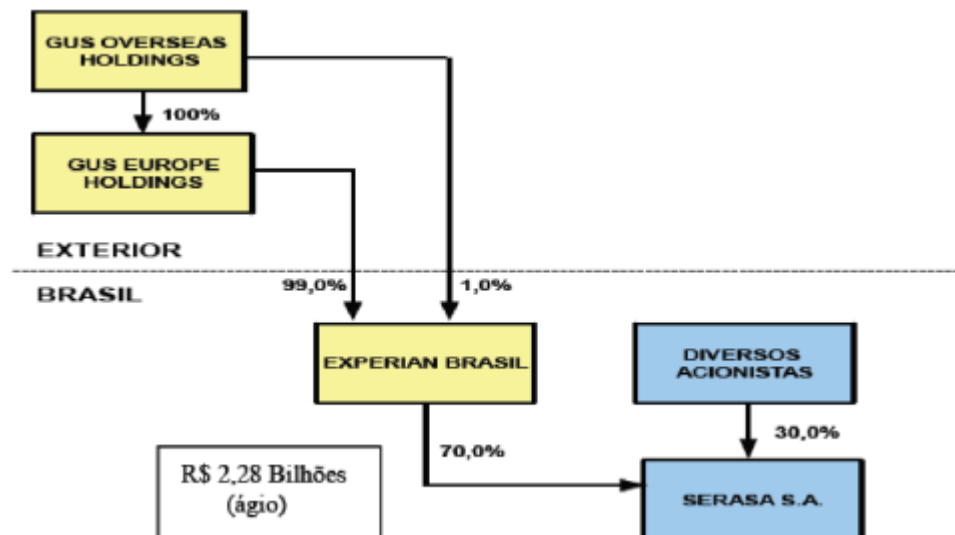 GUS OVERSEAS
HOLDINGS
100%
GUS EUROPE
HOLDINGS
EXTERIOR
BRASIL
99,0%
1,0%
EXPERIAN BRASIL
DIVERSOS
ACIONISTAS
70,0%
30,0%
R$ 2,28 Bilhões
(ágio)
SERASA S.A.